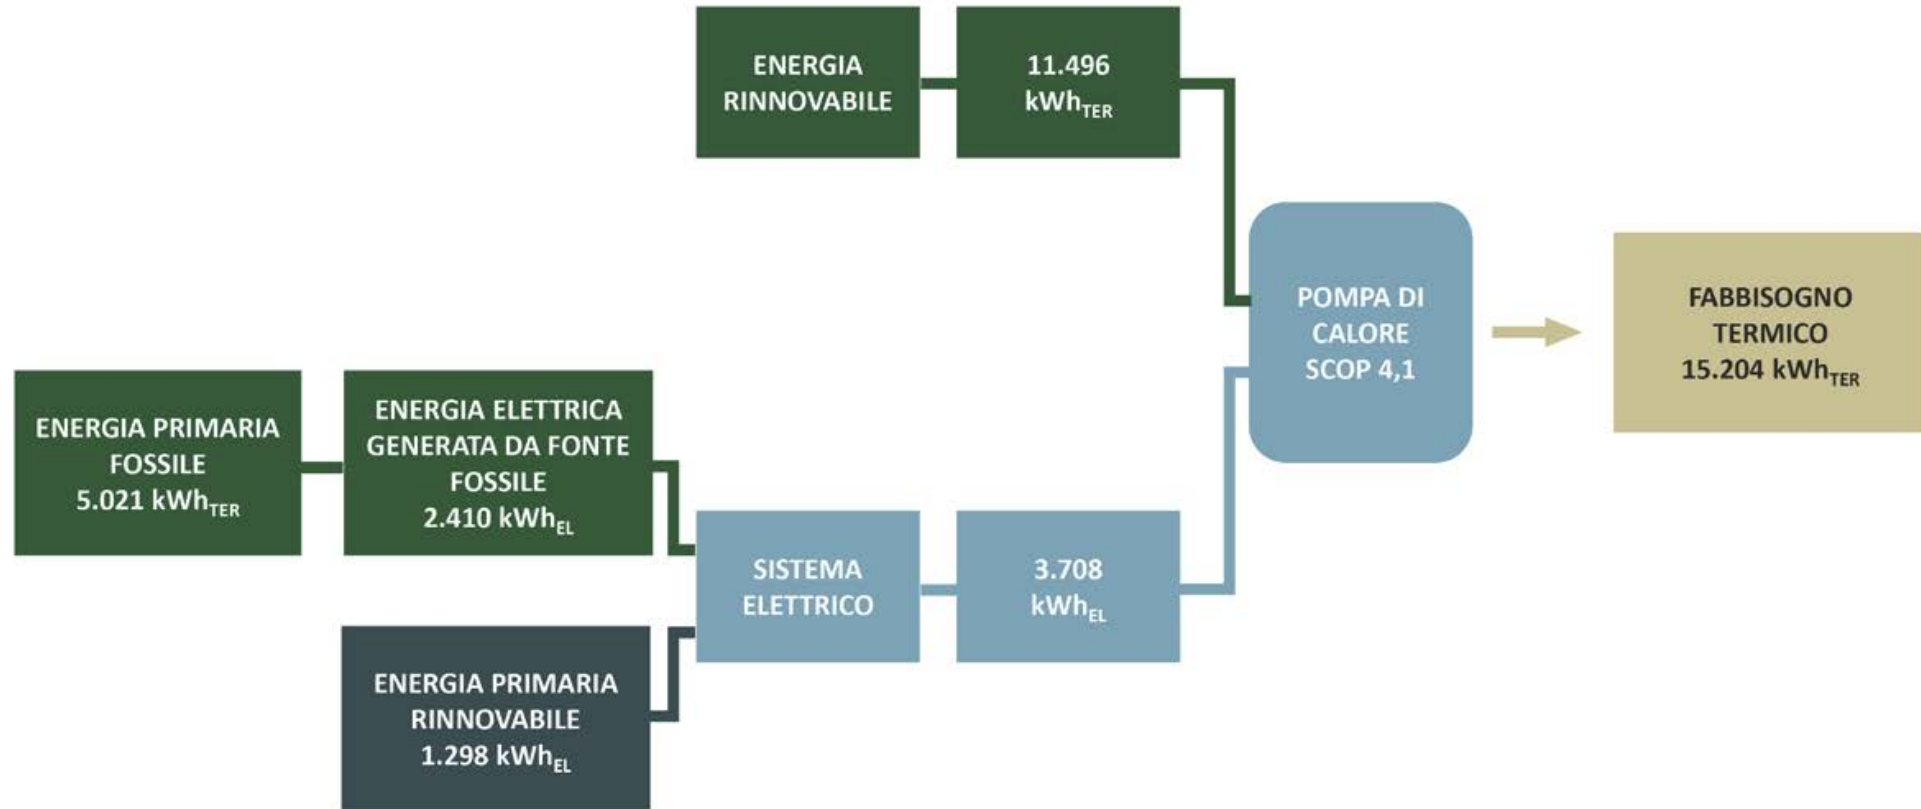 ENERGIA
RINNOVABILE
11.496
kWhTER
POMPA DI
CALORE
SCOP 4,1
FABBISOGNO
TERMICO
15.204 kWhTER
ENERGIA PRIMARIA
FOSSILE
5.021 kWhTER
ENERGIA ELETTRICA
GENERATA DA FONTE
FOSSILE
2.410 kWhEL
SISTEMA
ELETTRICO
3.708
kWhEL
ENERGIA PRIMARIA
RINNOVABILE
1.298 kWhEL